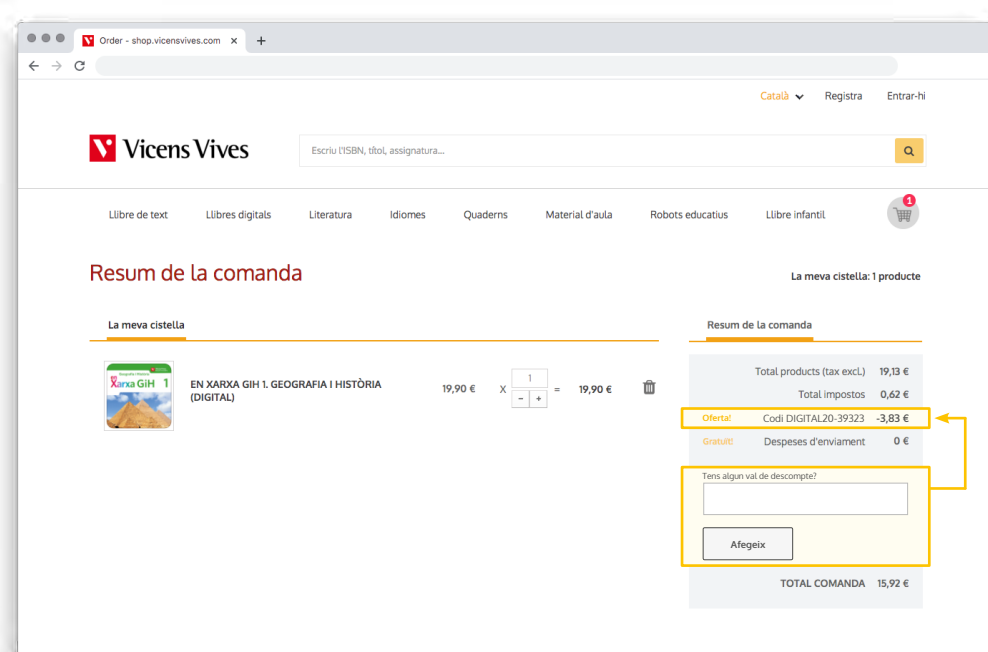 Order - shop.vicensvives.com
Català
Registra
Entrar-hi
Vicens Vives
Escriu l'ISBN, títol, assignatura...
Llibre de text
Llibres digitals
Literatura
Idiomes
Quaderns
Material d'aula
Robots educatius
Llibre infantil
1
Resum de la comanda
La meva cistella: 1 producte
La meva cistella
Xarxa GiH 1
EN XARXA GIH 1. GEOGRAFIA I HISTÒRIA
(DIGITAL)
19,90 € X 1 = 19,90 €
- +
Resum de la comanda
Total products (tax excl.) 19,13 €
Total impostos 0,62 €
Oferta! Codi DIGITAL20-39323 -3,83 €
Gratuït! Despeses d'enviament 0 €
Tens algun val de descompte?
Afegeix
TOTAL COMANDA 15,92 €